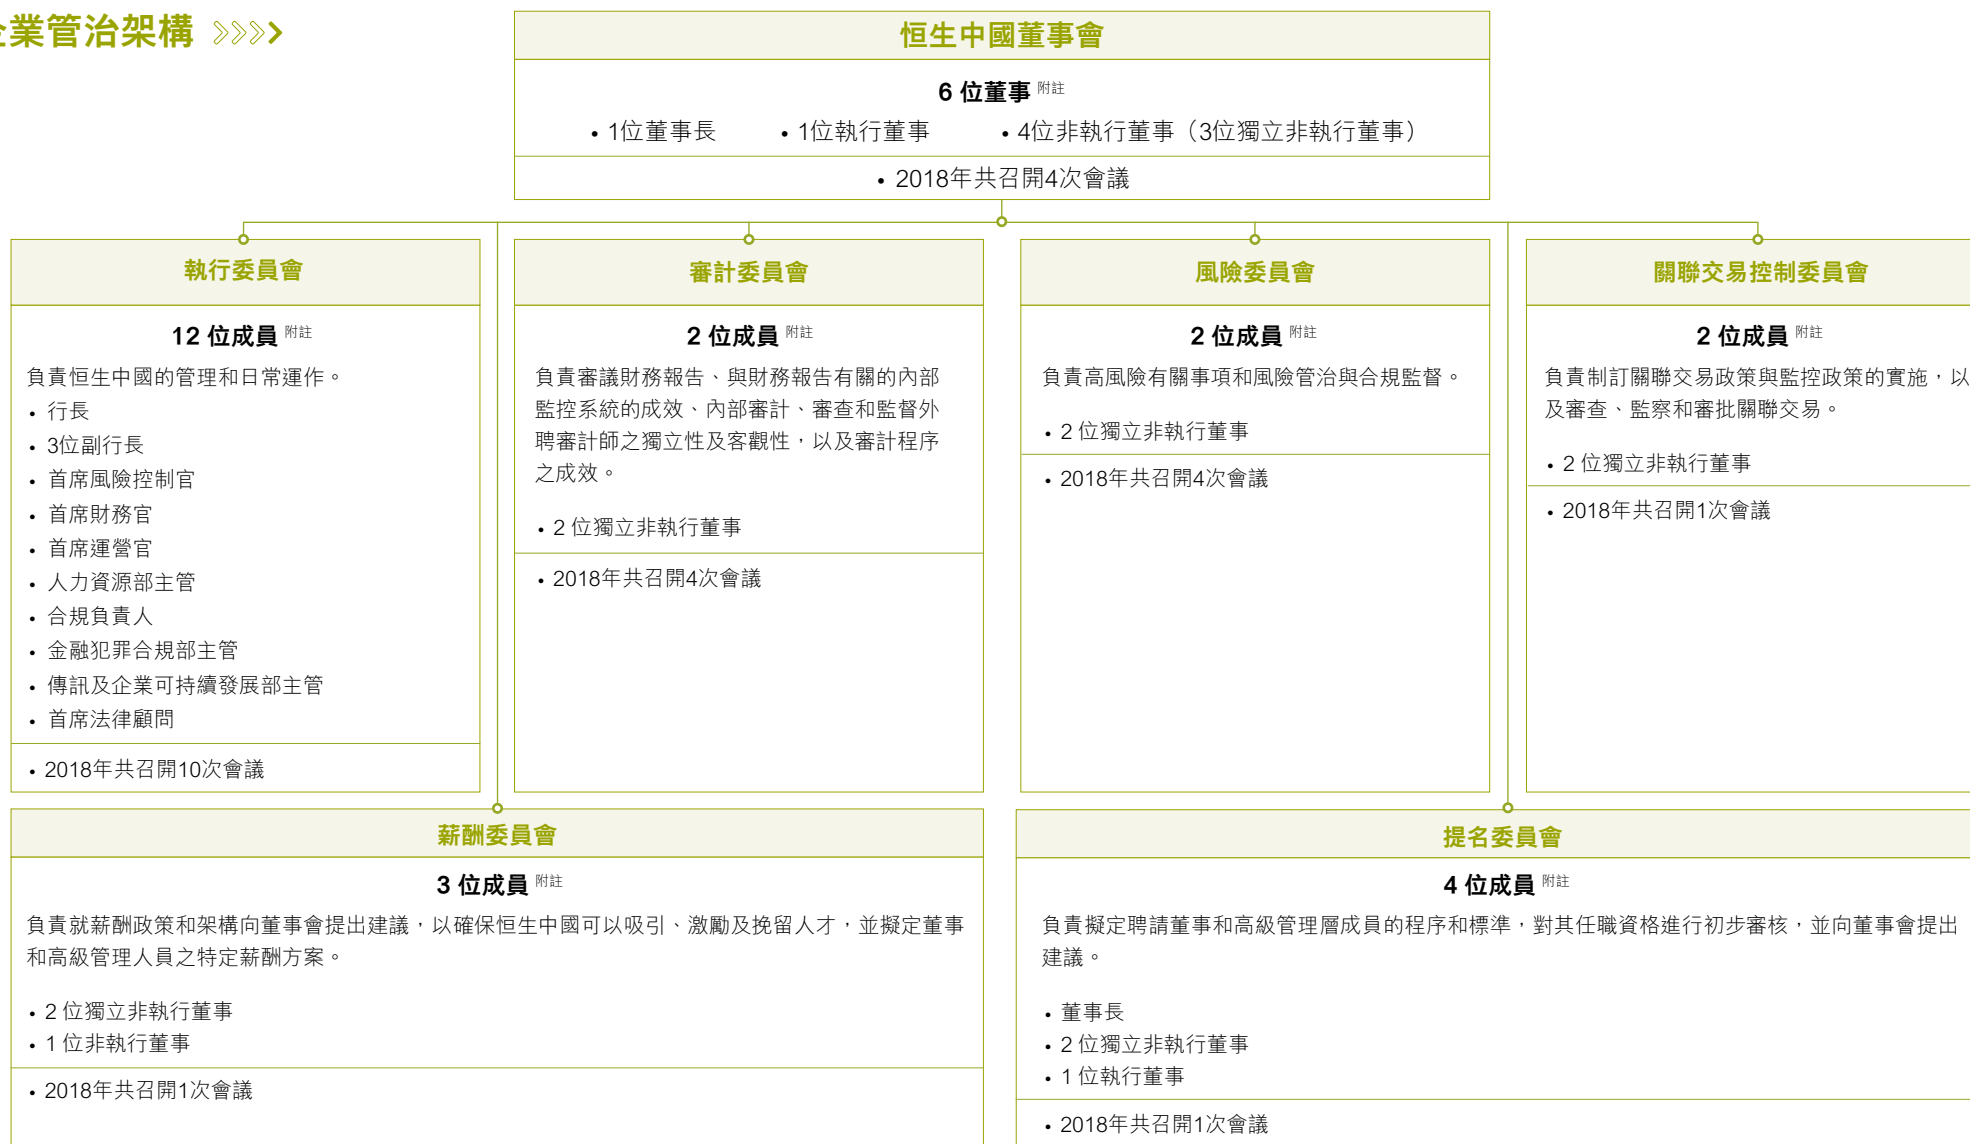 企業管治架構
恒生中國董事會
6 位董事 附註
• 1位董事長 • 1位執行董事 • 4位非執行董事（3位獨立非執行董事）
• 2018年共召開4次會議
執行委員會
12 位成員 附註
負責恒生中國的管理和日常運作。
• 行長
• 3位副行長
• 首席風險控制官
• 首席財務官
• 首席運營官
• 人力資源部主管
• 合規負責人
• 金融犯罪合規部主管
• 傳訊及企業可持續發展部主管
• 首席法律顧問
• 2018年共召開10次會議
審計委員會
2 位成員 附註
負責審議財務報告、與財務報告有關的內部
監控系統的成效、內部審計、審查和監督外
聘審計師之獨立性及客觀性，以及審計程序
之成效。
• 2 位獨立非執行董事
• 2018年共召開4次會議
風險委員會
2 位成員 附註
負責高風險有關事項和風險管治與合規監督。
• 2 位獨立非執行董事
• 2018年共召開4次會議
關聯交易控制委員會
2 位成員 附註
負責制訂關聯交易政策與監控政策的實施，以
及審查、監察和審批關聯交易。
• 2 位獨立非執行董事
• 2018年共召開1次會議
薪酬委員會
3 位成員 附註
負責就薪酬政策和架構向董事會提出建議，以確保恒生中國可以吸引、激勵及挽留人才，並擬定董事
和高級管理人員之特定薪酬方案。
• 2 位獨立非執行董事
• 1 位非執行董事
• 2018年共召開1次會議
提名委員會
4 位成員 附註
負責擬定聘請董事和高級管理層成員的程序和標準，對其任職資格進行初步審核，並向董事會提出
建議。
• 董事長
• 2 位獨立非執行董事
• 1 位執行董事
• 2018年共召開1次會議